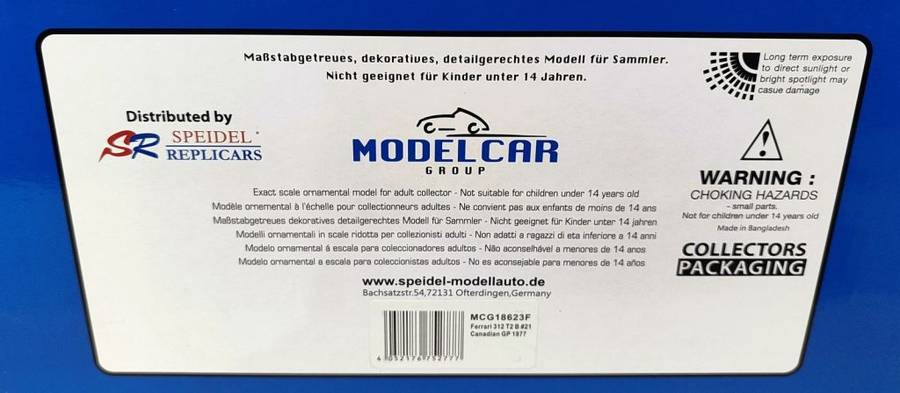 Maßstabgetreues, dekoratives, detailgerechtes Modell für Sammler.
Nicht geeignet für Kinder unter 14 Jahren.
Long term exposure
to direct sunlight or
bright spotlight may
casue damage
Distributed by
SR SPEIDEL
REPLICARS
MODELCAR
GROUP
Exact scale ornamental model for adult collector - Not suitable for children under 14 years old
Modèle ornamental à l'échelle pour collectionneurs adultes - Ne convient pas aux enfants de moins de 14 ans
Maßstabsgetreues dekoratives detailgerechtes Modell für Sammler - Nicht geeignet für Kinder unter 14 jahren
Modelli ornamentali in scale ridotta per collezionisti adulti - Non adatti a ragazzi di eta inferiore a 14 anni
Modelo ornamental á escala para coleccionadores adultos - Não aconselhável a menores de 14 anos
Modelo ornamental a escala para coleccionistas adultos - No es aconsejable para menores de 14 años
www.speidel-modellauto.de
Bachsatzstr.54,72131 Ofterdingen,Germany
WARNING :
CHOKING HAZARDS
- small parts.
Not for children under 14 years old
Made in Bangladesh
COLLECTORS
PACKAGING
MCG18623F
Ferrari 312 T2 B #21
Canadian GP 1977
4 052176 752777